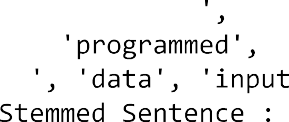 ',
'programmed',
', 'data', 'input
Stemmed Sentence :